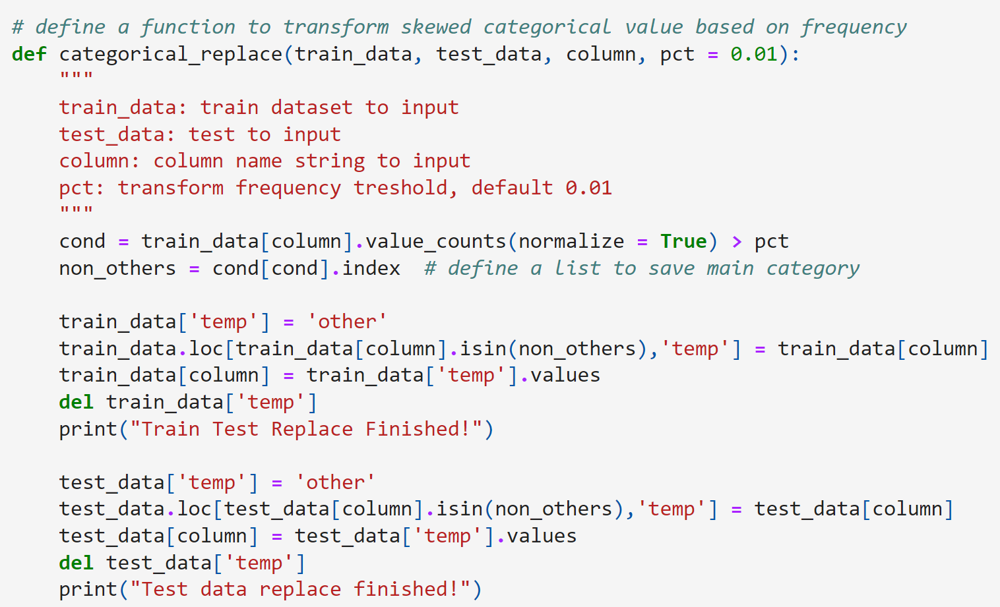 # define a function to transform skewed categorical value based on frequency
def categorical_replace(train_data, test_data, column, pct = 0.01):
    """
    train_data: train dataset to input
    test_data: test to input
    column: column name string to input
    pct: transform frequency treshold, default 0.01
    """
    cond = train_data[column].value_counts(normalize = True) > pct
    non_others = cond[cond].index  # define a list to save main category

    train_data['temp'] = 'other'
    train_data.loc[train_data[column].isin(non_others),'temp'] = train_data[column]
    train_data[column] = train_data['temp'].values
    del train_data['temp']
    print("Train Test Replace Finished!")

    test_data['temp'] = 'other'
    test_data.loc[test_data[column].isin(non_others),'temp'] = test_data[column]
    test_data[column] = test_data['temp'].values
    del test_data['temp']
    print("Test data replace finished!")